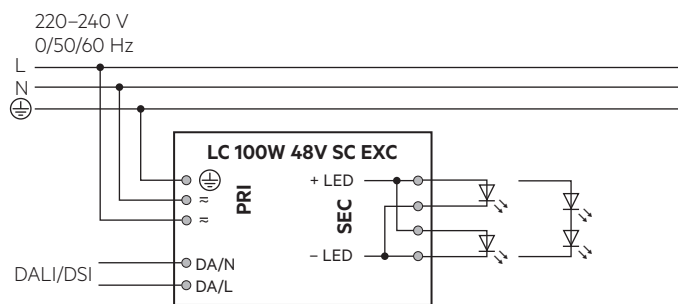 220–240 V
0/50/60 Hz
L
N
LC 100W 48V SC EXC
PRI
≂
≂
+ LED
SEC
– LED
DALI/DSI
DA/N
DA/L